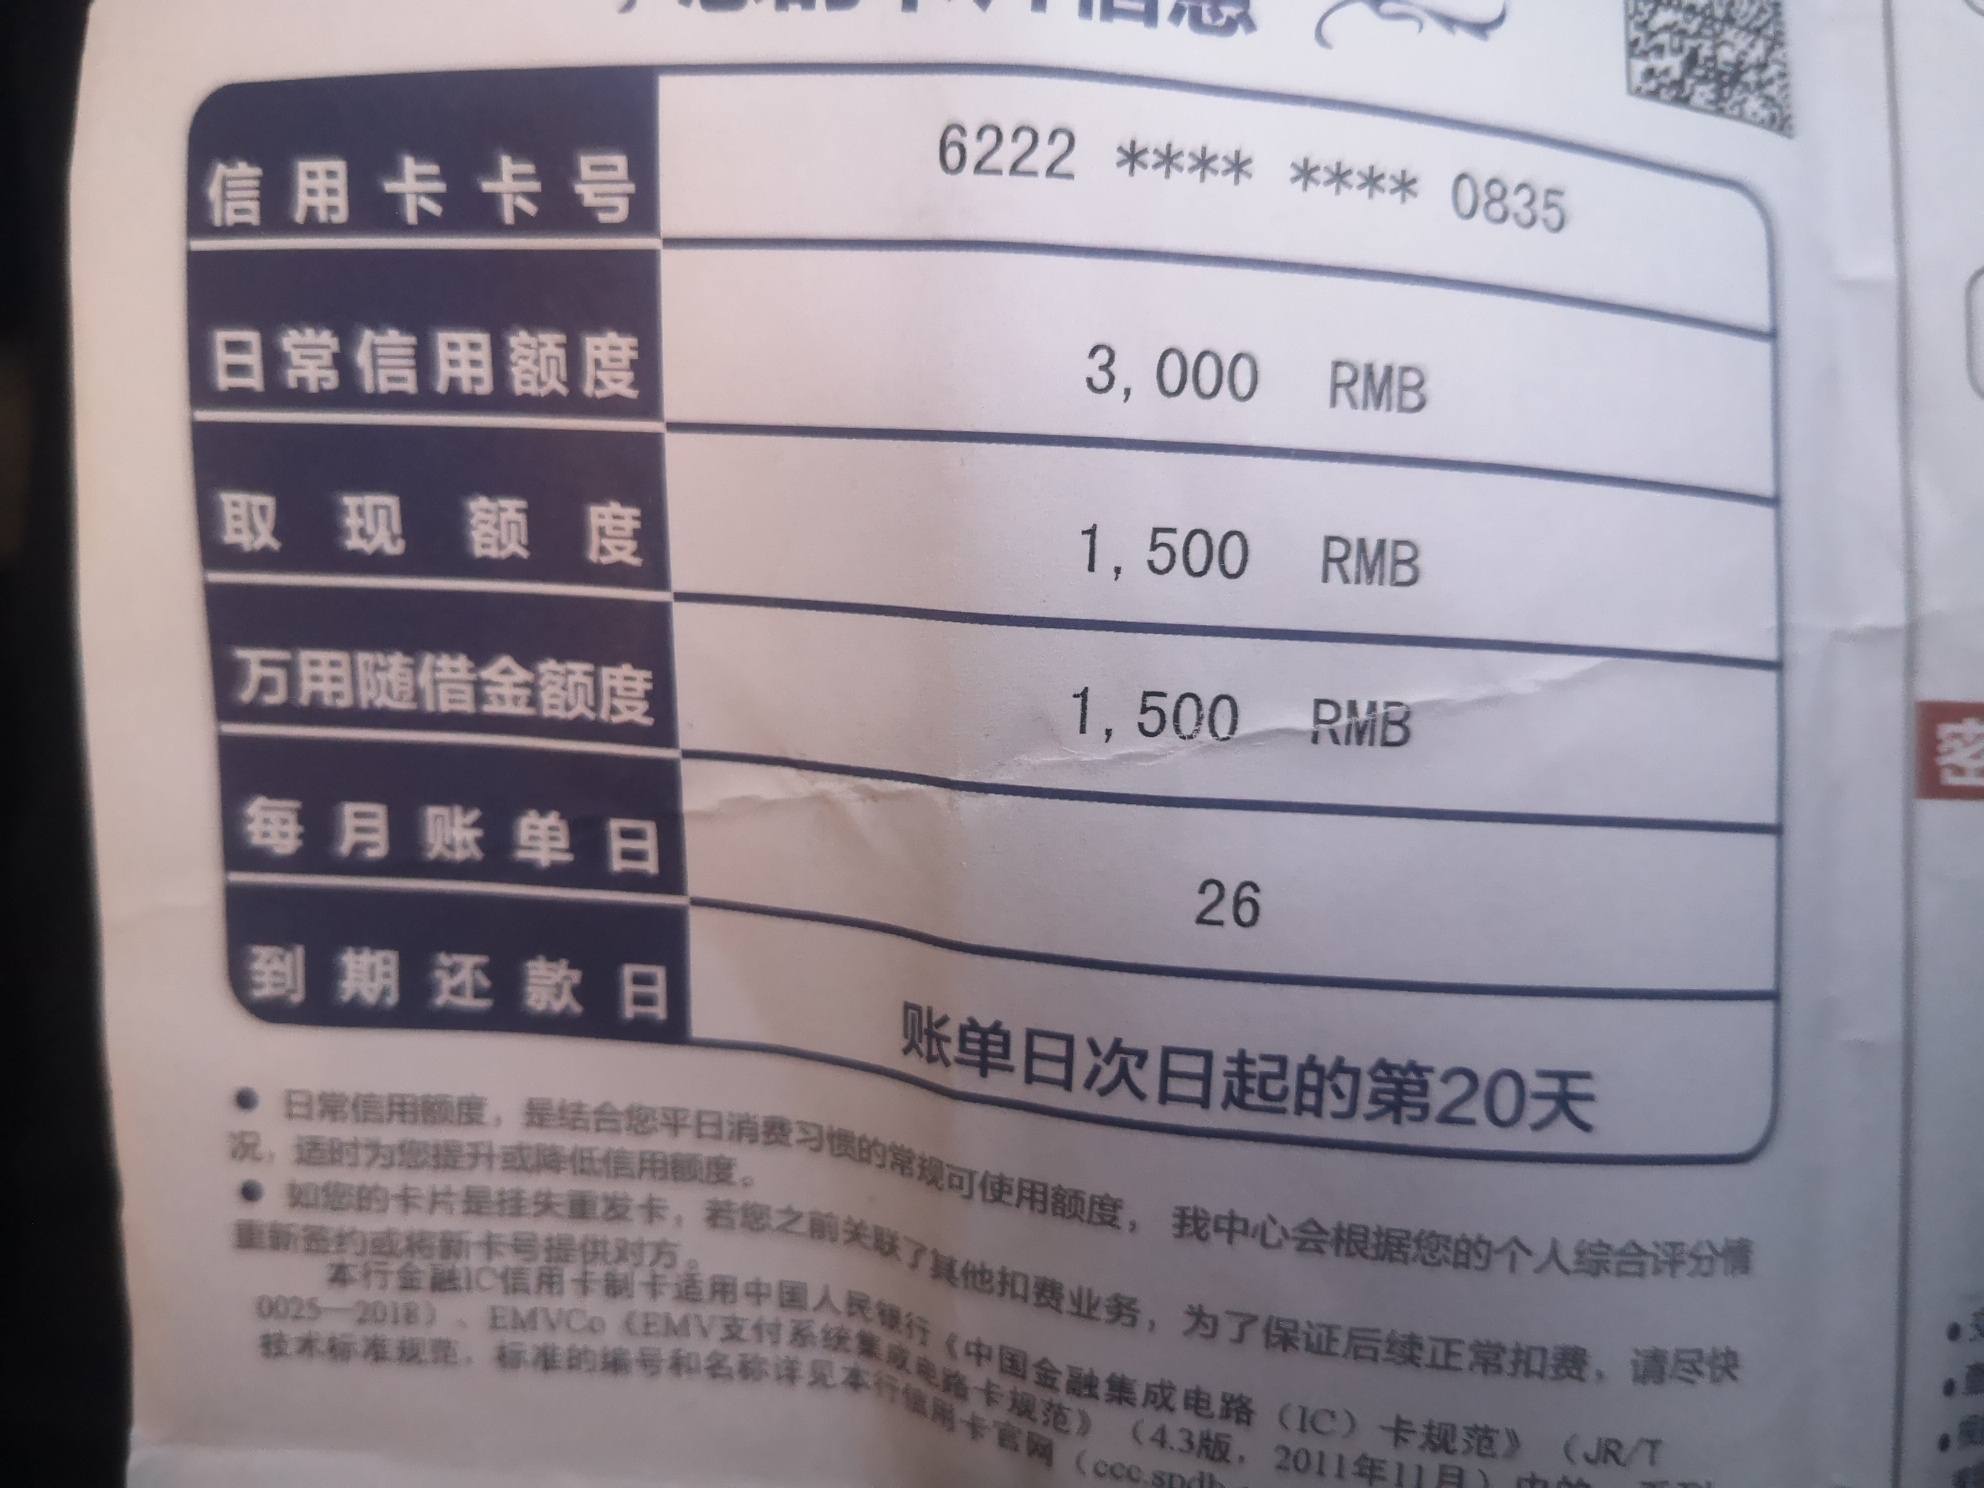 信息
信用卡卡号 6222 **** **** 0835
日常信用额度 3,000 RMB
取现额度 1,500 RMB
万用随借金额度 1,500 RMB
每月账单日 26
到期还款日 账单日次日起的第20天
● 日常信用额度，是结合您平日消费习惯的常规可使用额度，我中心会根据您的个人综合评分情
况，适时为您提升或降低信用额度。
● 如您的卡片是挂失重发卡，若您之前关联了其他扣费业务，为了保证后续正常扣费，请尽快
重新签约或将新卡号提供对方。
本行金融IC信用卡制卡适用中国人民银行《中国金融集成电路（IC）卡规范》（JR/T
0025—2018）、EMVCo《EMV支付系统集成电路卡规范》（4.3版，2011年11月）
技术标准规范，标准的编号和名称详见本行信用卡官网（ccc.spdb
密